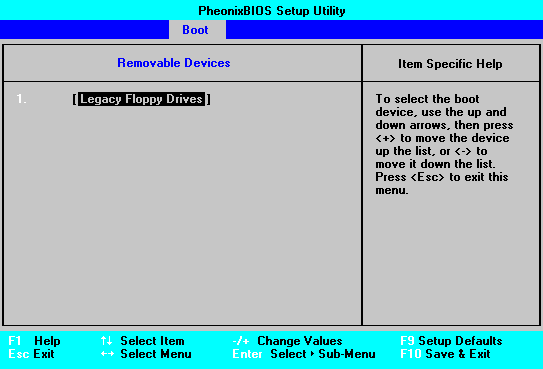 PheonixBIOS Setup Utility
Boot
Removable Devices
Item Specific Help
1. [Legacy Floppy Drives]
To select the boot
device, use the up and
down arrows, then press
<+> to move the device
up the list, or <-> to
move it down the list.
Press <Esc> to exit this
menu.
F1 Help ↑↓ Select Item -/+ Change Values F9 Setup Defaults
Esc Exit ↔ Select Menu Enter Select ▸ Sub-Menu F10 Save & Exit